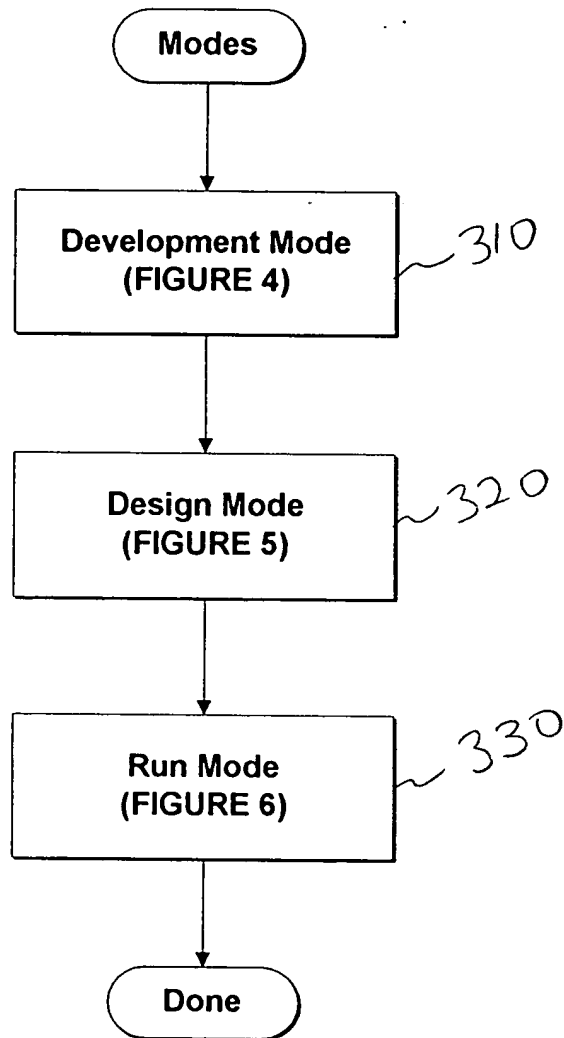 Modes
Development Mode
(FIGURE 4)
310
Design Mode
(FIGURE 5)
320
Run Mode
(FIGURE 6)
330
Done